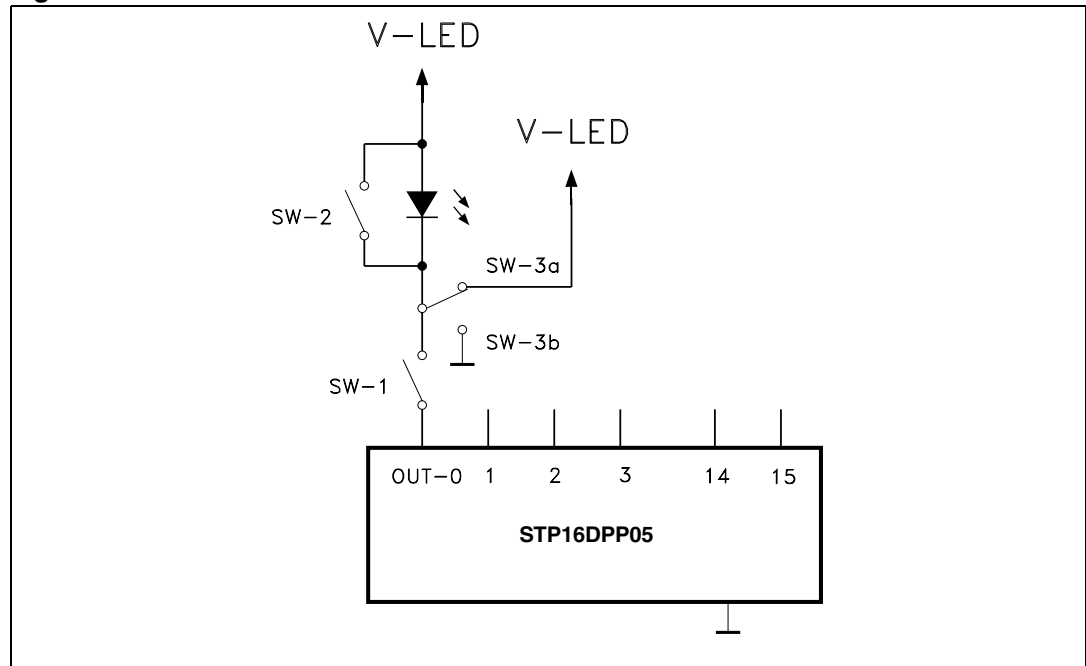 V-LED
V-LED
SW-2
SW-3a
SW-3b
SW-1
OUT-0 1 2 3 14 15
STP16DPP05